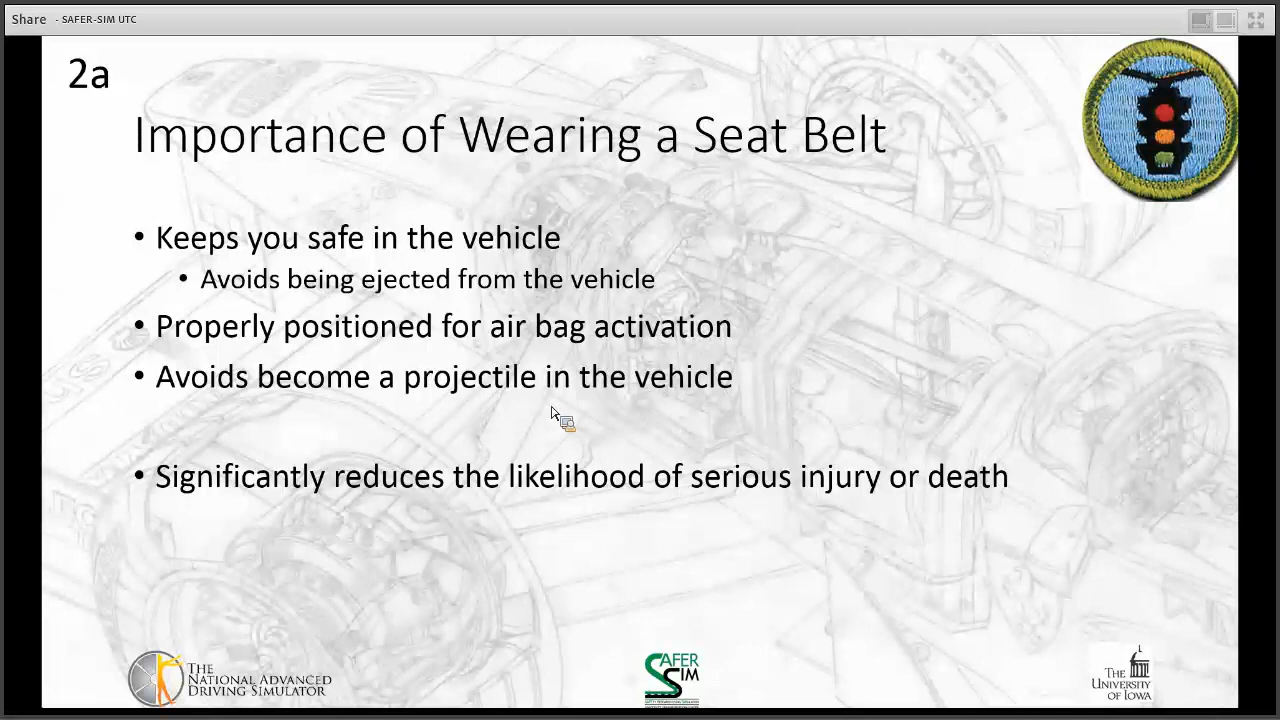 Share - SAFER-SIM UTC
2a
Importance of Wearing a Seat Belt
• Keeps you safe in the vehicle
• Avoids being ejected from the vehicle
• Properly positioned for air bag activation
• Avoids become a projectile in the vehicle
• Significantly reduces the likelihood of serious injury or death
THE
NATIONAL ADVANCED
DRIVING SIMULATOR
SAFER
SIM
THE
UNIVERSITY
OF IOWA